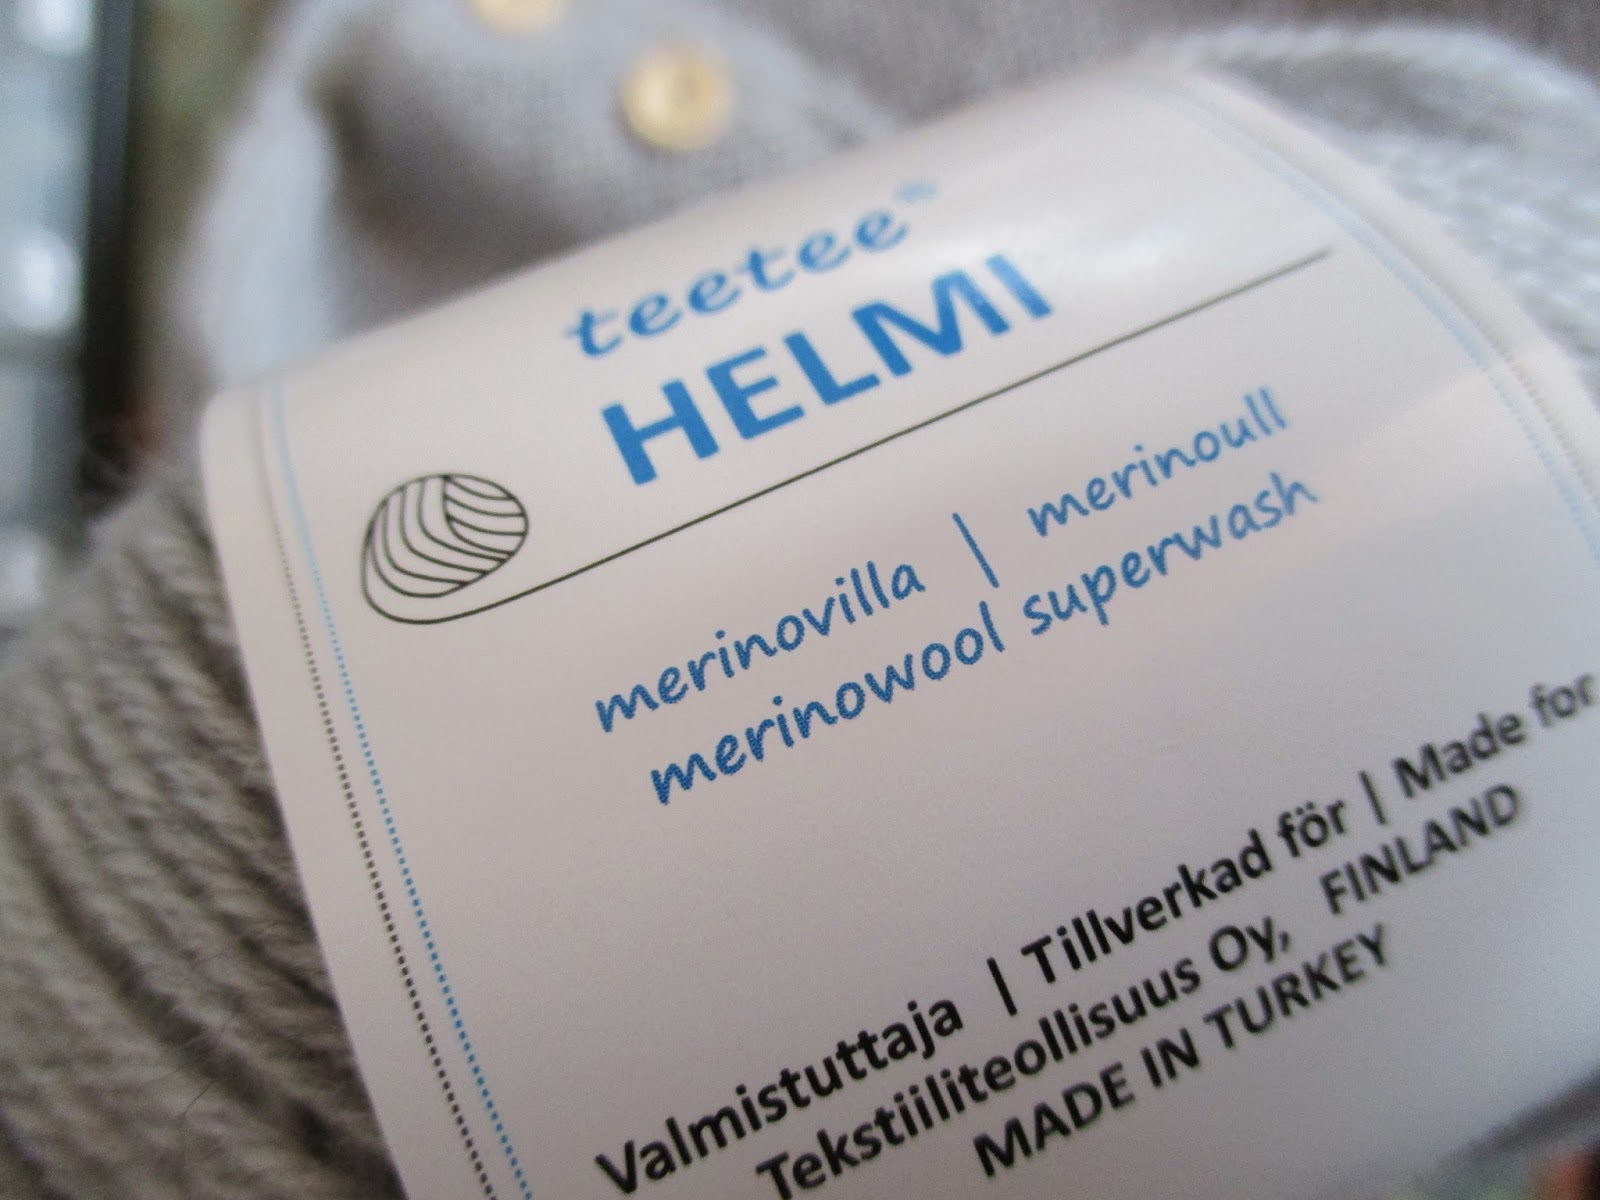 teetee
HELMI
merinovilla | merinoull
merinowool superwash
Valmistuttaja | Tillverkad för | Made for
Tekstiiliteollisuus Oy, FINLAND
MADE IN TURKEY